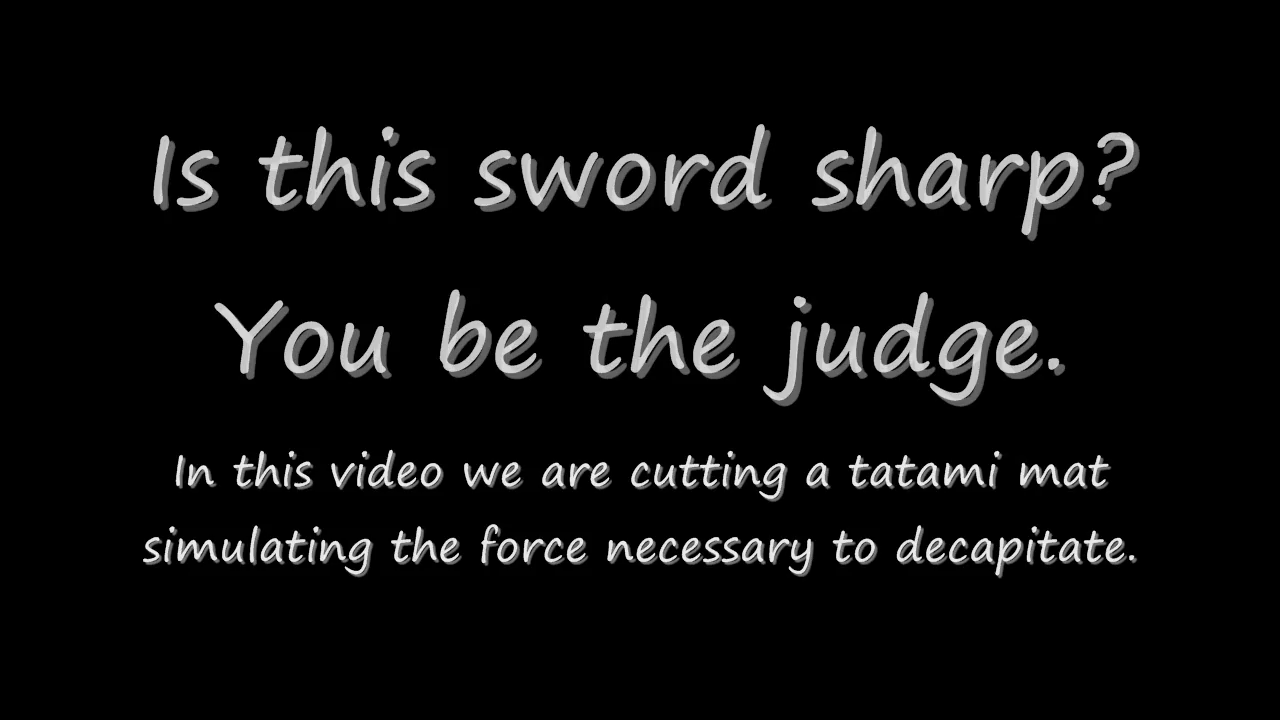 Is this sword sharp?
You be the judge.
In this video we are cutting a tatami mat
simulating the force necessary to decapitate.